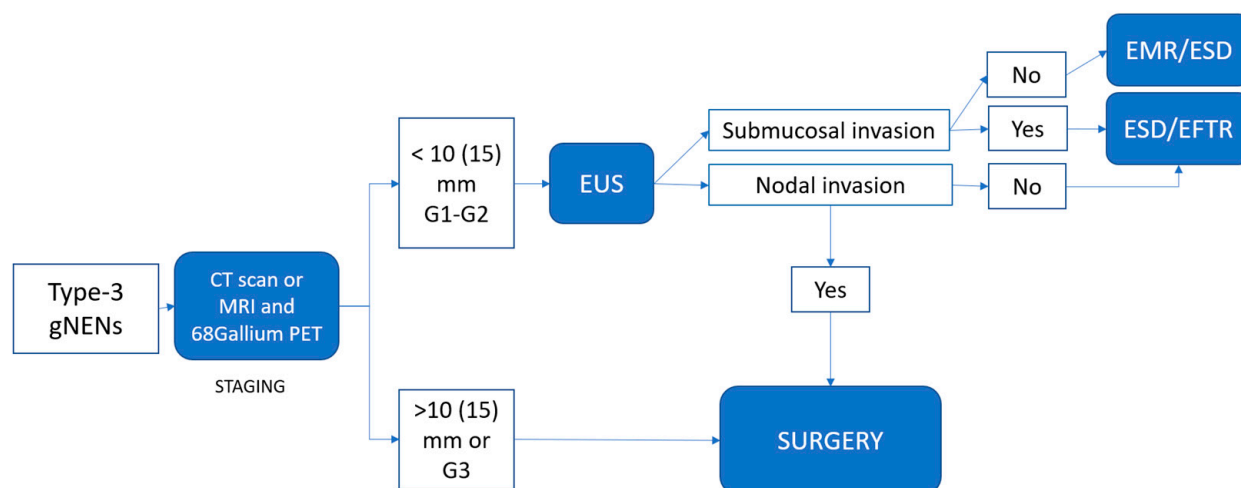 Type-3
gNENs
CT scan or
MRI and
68Gallium PET
STAGING
< 10 (15)
mm
G1-G2
EUS
Submucosal invasion
No
EMR/ESD
Yes
ESD/EFTR
Nodal invasion
No
Yes
>10 (15)
mm or
G3
SURGERY